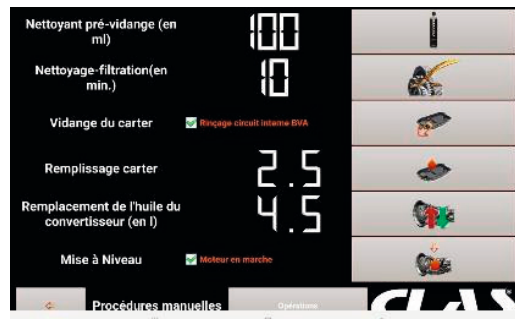 Nettoyant pré-vidange (en
ml)
100
Nettoyage-filtration(en
min.)
10
Vidange du carter
Rinçage circuit interne BVA
Remplissage carter
2.5
Remplacement de l'huile du
convertisseur (en l)
4.5
Mise à Niveau
Moteur en marche
Procédures manuelles
Opérations
CLAS